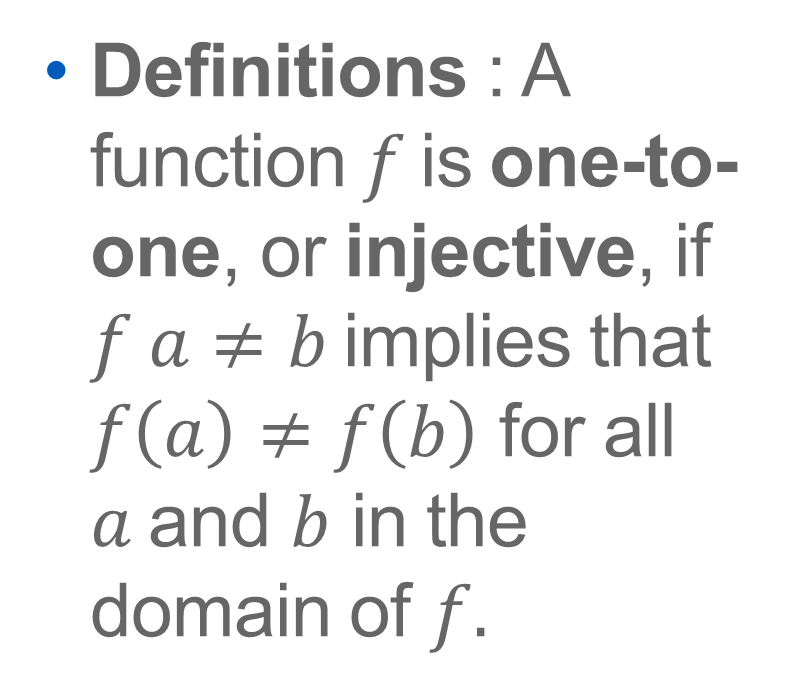 • Definitions : A
function 𝑓 is one-to-
one, or injective, if
𝑓 𝑎 ≠ 𝑏 implies that
𝑓(𝑎) ≠ 𝑓(𝑏) for all
𝑎 and 𝑏 in the
domain of 𝑓.